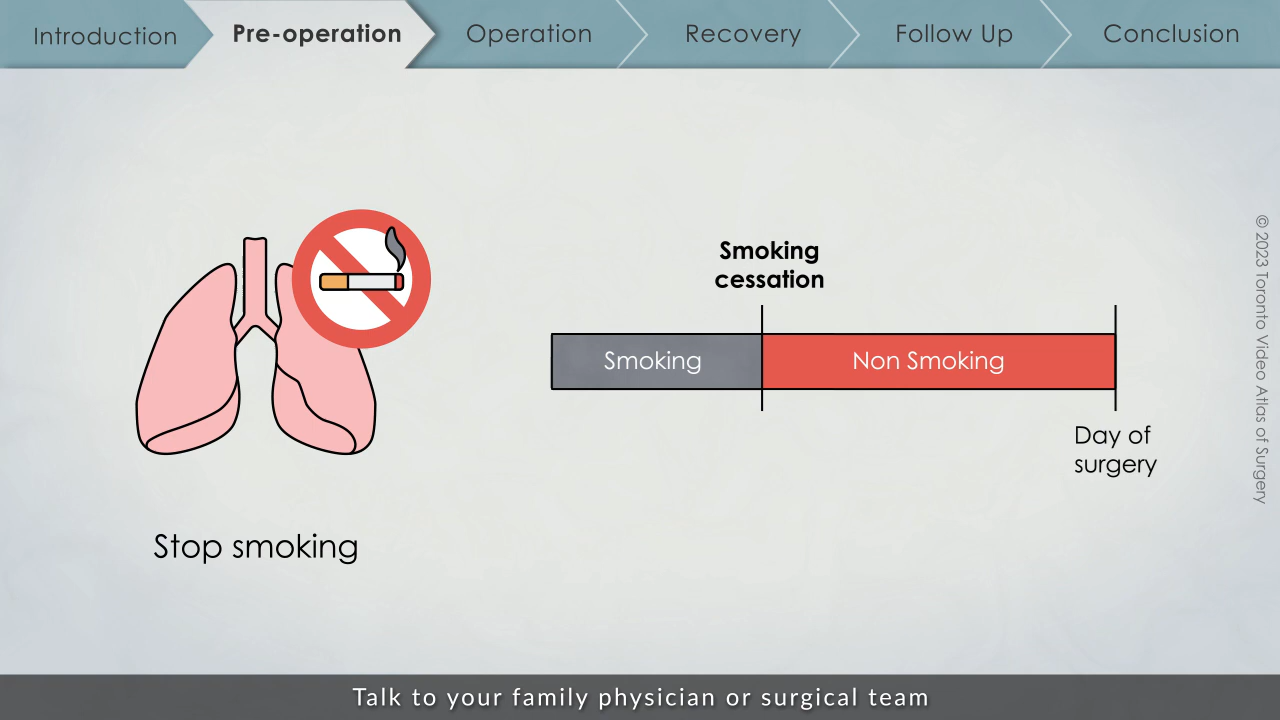 Introduction
Pre-operation
Operation
Recovery
Follow Up
Conclusion
Smoking
cessation
Smoking
Non Smoking
Day of
surgery
Stop smoking
© 2023 Toronto Video Atlas of Surgery
Talk to your family physician or surgical team